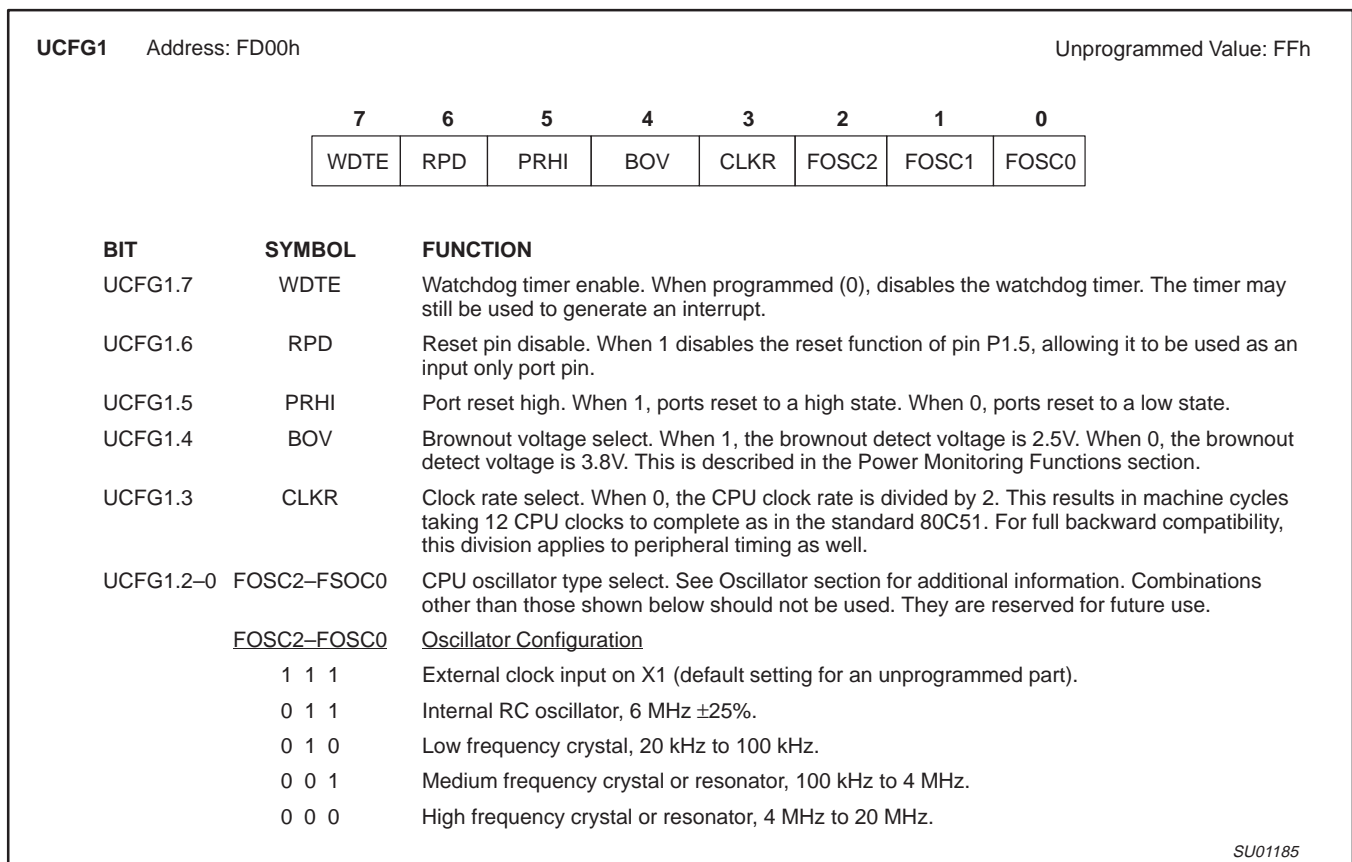 UCFG1 Address: FD00h Unprogrammed Value: FFh
7 6 5 4 3 2 1 0
WDTE RPD PRHI BOV CLKR FOSC2 FOSC1 FOSC0
BIT SYMBOL FUNCTION
UCFG1.7 WDTE Watchdog timer enable. When programmed (0), disables the watchdog timer. The timer may
still be used to generate an interrupt.
UCFG1.6 RPD Reset pin disable. When 1 disables the reset function of pin P1.5, allowing it to be used as an
input only port pin.
UCFG1.5 PRHI Port reset high. When 1, ports reset to a high state. When 0, ports reset to a low state.
UCFG1.4 BOV Brownout voltage select. When 1, the brownout detect voltage is 2.5V. When 0, the brownout
detect voltage is 3.8V. This is described in the Power Monitoring Functions section.
UCFG1.3 CLKR Clock rate select. When 0, the CPU clock rate is divided by 2. This results in machine cycles
taking 12 CPU clocks to complete as in the standard 80C51. For full backward compatibility,
this division applies to peripheral timing as well.
UCFG1.2–0 FOSC2–FSOC0 CPU oscillator type select. See Oscillator section for additional information. Combinations
other than those shown below should not be used. They are reserved for future use.
FOSC2–FOSC0 Oscillator Configuration
1 1 1 External clock input on X1 (default setting for an unprogrammed part).
0 1 1 Internal RC oscillator, 6 MHz ±25%.
0 1 0 Low frequency crystal, 20 kHz to 100 kHz.
0 0 1 Medium frequency crystal or resonator, 100 kHz to 4 MHz.
0 0 0 High frequency crystal or resonator, 4 MHz to 20 MHz.
SU01185